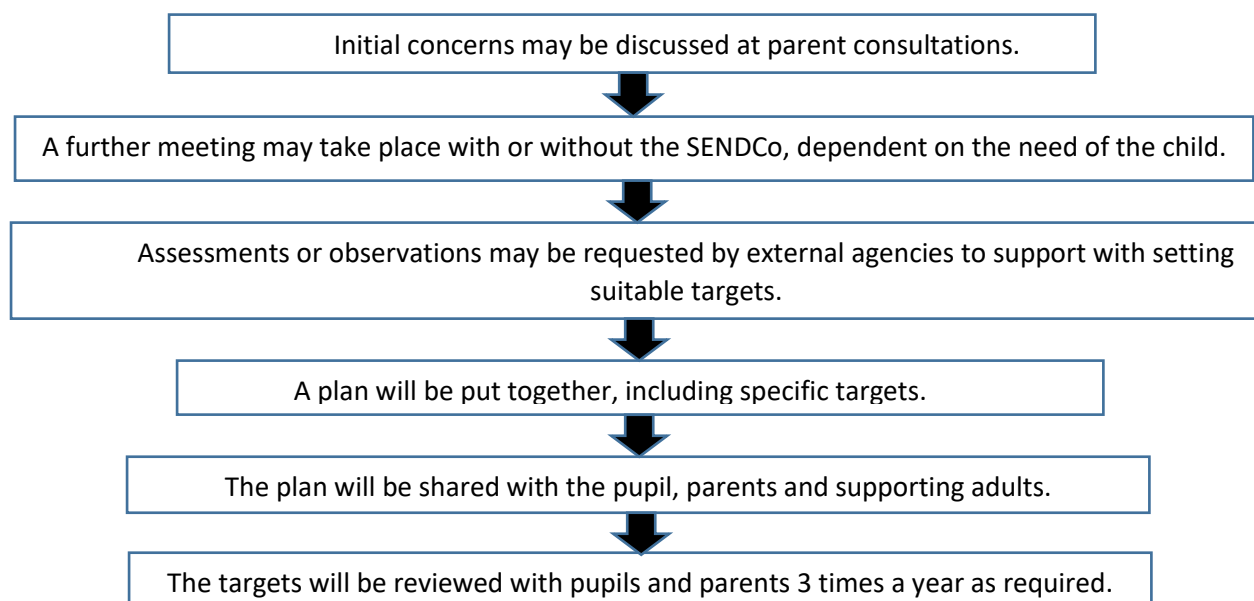 Initial concerns may be discussed at parent consultations.
A further meeting may take place with or without the SENDCo, dependent on the need of the child.
Assessments or observations may be requested by external agencies to support with setting
suitable targets.
A plan will be put together, including specific targets.
The plan will be shared with the pupil, parents and supporting adults.
The targets will be reviewed with pupils and parents 3 times a year as required.